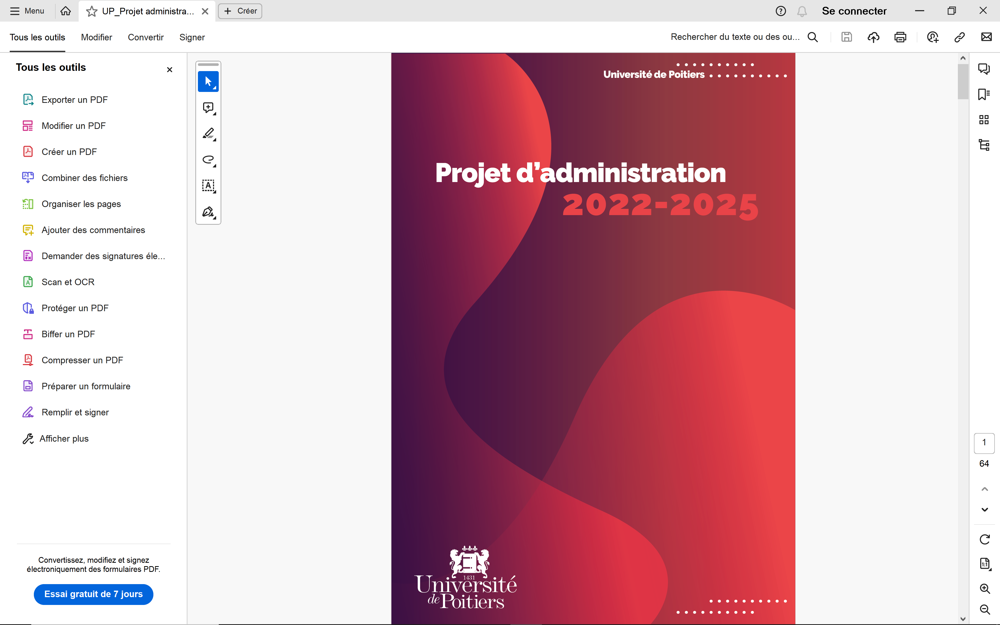 Menu
UP_Projet administra...
Créer
Se connecter
Tous les outils
Modifier
Convertir
Signer
Rechercher du texte ou des ou...
Tous les outils
Exporter un PDF
Modifier un PDF
Créer un PDF
Combiner des fichiers
Organiser les pages
Ajouter des commentaires
Demander des signatures éle...
Scan et OCR
Protéger un PDF
Biffer un PDF
Compresser un PDF
Préparer un formulaire
Remplir et signer
Afficher plus
Convertissez, modifiez et signez
électroniquement des formulaires PDF.
Essai gratuit de 7 jours
Université de Poitiers
Projet d'administration
2022-2025
1431
Université
de Poitiers
1
64